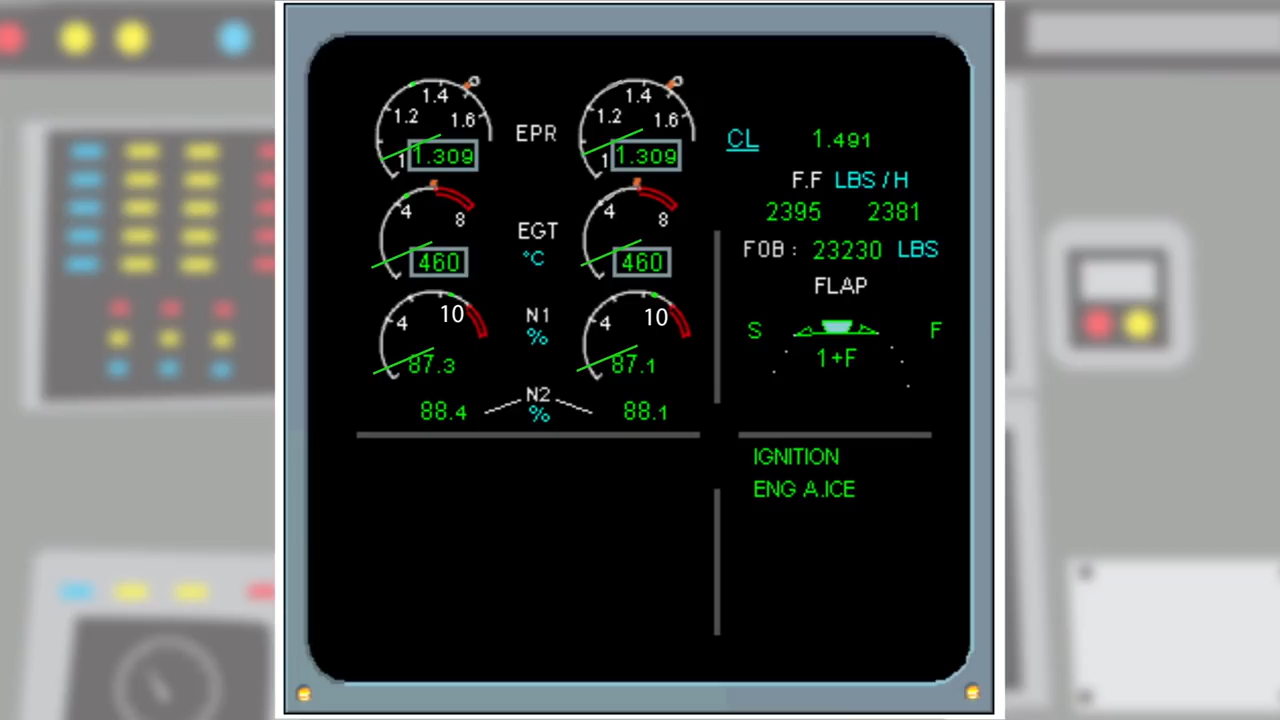 1.2 1.4 1.6 1 1.309 EPR 1.2 1.4 1.6 1 1.309
CL 1.491
F.F LBS / H
2395 2381
4 8 460 EGT °C 4 8 460
FOB : 23230 LBS
FLAP
4 10 87.3 N1 % 4 10 87.1
S F
1+F
88.4 N2 % 88.1
IGNITION
ENG A.ICE